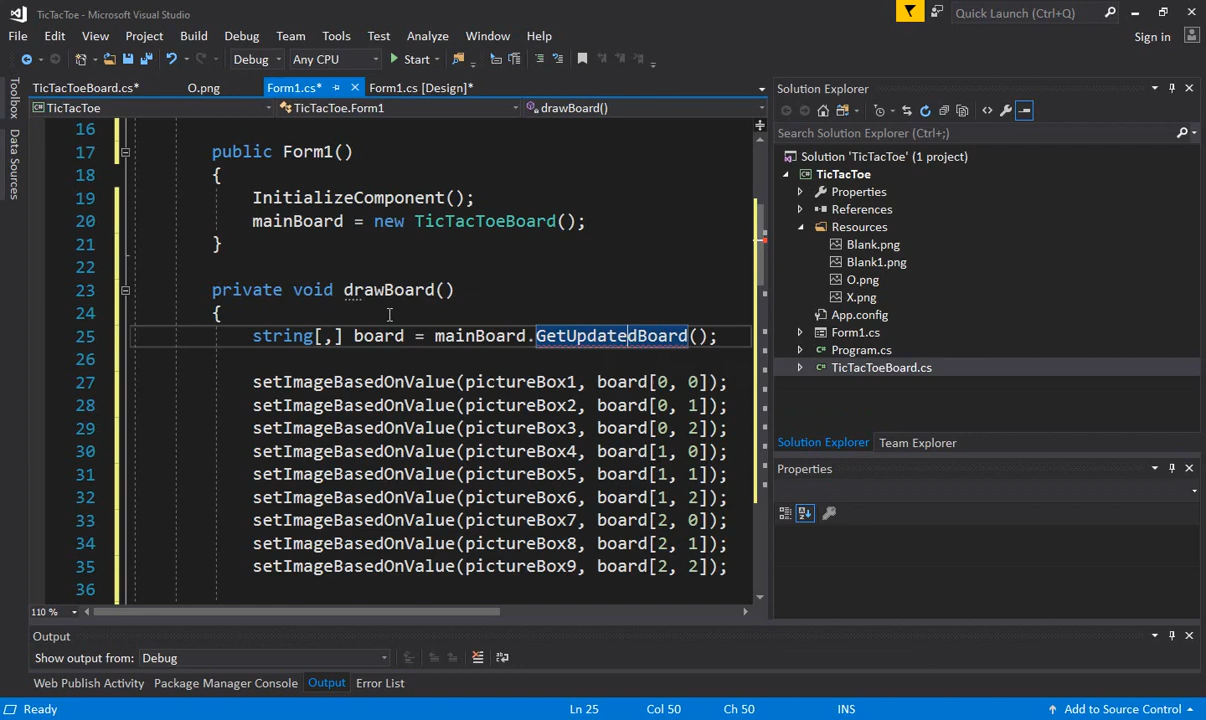 TicTacToe - Microsoft Visual Studio
Quick Launch (Ctrl+;)
File Edit View Project Build Debug Team Tools Test Analyze Window Help
Sign in
Debug Any CPU Start
TicTacToeBoard.cs* O.png Form1.cs* Form1.cs [Design]*
TicTacToe TicTacToe.Form1 drawBoard()
Toolbox
Data Sources
16
17 public Form1()
18 {
19 InitializeComponent();
20 mainBoard = new TicTacToeBoard();
21 }
22
23 private void drawBoard()
24 {
25 string[,] board = mainBoard.GetUpdatedBoard();
26
27 setImageBasedOnValue(pictureBox1, board[0, 0]);
28 setImageBasedOnValue(pictureBox2, board[0, 1]);
29 setImageBasedOnValue(pictureBox3, board[0, 2]);
30 setImageBasedOnValue(pictureBox4, board[1, 0]);
31 setImageBasedOnValue(pictureBox5, board[1, 1]);
32 setImageBasedOnValue(pictureBox6, board[1, 2]);
33 setImageBasedOnValue(pictureBox7, board[2, 0]);
34 setImageBasedOnValue(pictureBox8, board[2, 1]);
35 setImageBasedOnValue(pictureBox9, board[2, 2]);
36
110 %
Solution Explorer
Search Solution Explorer (Ctrl+;)
Solution 'TicTacToe' (1 project)
TicTacToe
Properties
References
Resources
Blank.png
Blank1.png
O.png
X.png
App.config
Form1.cs
Program.cs
TicTacToeBoard.cs
Solution Explorer Team Explorer
Properties
Output
Show output from: Debug
Web Publish Activity Package Manager Console Output Error List
Ready Ln 25 Col 50 Ch 50 INS Add to Source Control